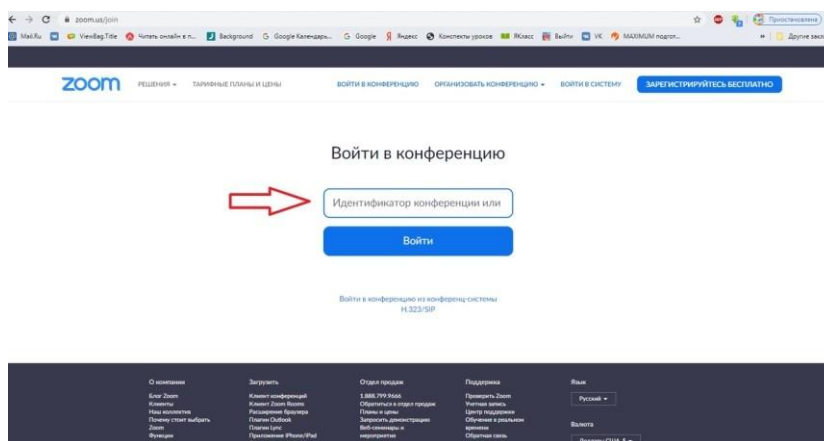 zoom.us/join
Приостановлена
Mail.Ru ViewBag.Title Читать онлайн в п... Background Google Календарь... Google Яндекс Конспекты уроков ЯКласс Выйти VK MAXIMUM подгот... » Другие закл
zoom РЕШЕНИЯ ТАРИФНЫЕ ПЛАНЫ И ЦЕНЫ ВОЙТИ В КОНФЕРЕНЦИЮ ОРГАНИЗОВАТЬ КОНФЕРЕНЦИЮ ВОЙТИ В СИСТЕМУ ЗАРЕГИСТРИРУЙТЕСЬ БЕСПЛАТНО
Войти в конференцию
Идентификатор конференции или
Войти
Войти в конференцию из конференц-системы
H.323/SIP
О компании
Блог Zoom
Клиенты
Наш коллектив
Почему стоит выбрать
Zoom
Функции
Загрузить
Клиент конференций
Клиент Zoom Rooms
Расширение браузера
Плагин Outlook
Плагин Lync
Приложение iPhone/iPad
Отдел продаж
1.888.799.9666
Обратиться в отдел продаж
Планы и цены
Запросить демонстрацию
Веб-семинары и
мероприятия
Поддержка
Проверить Zoom
Учетная запись
Центр поддержки
Обучение в реальном
времени
Обратная связь
Язык
Русский
Валюта
Доллары США $